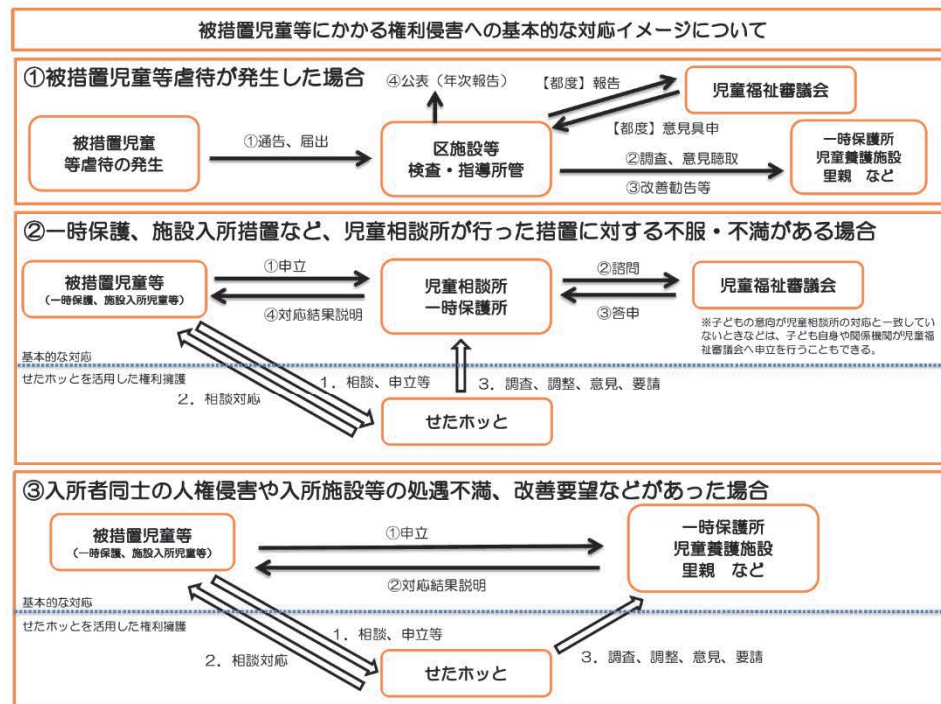 被措置児童等にかかる権利侵害への基本的な対応イメージについて
①被措置児童等虐待が発生した場合
④公表（年次報告）
【都度】報告
児童福祉審議会
被措置児童
等虐待の発生
①通告、届出
区施設等
検査・指導所管
【都度】意見具申
②調査、意見聴取
③改善勧告等
一時保護所
児童養護施設
里親　など
②一時保護、施設入所措置など、児童相談所が行った措置に対する不服・不満がある場合
被措置児童等
（一時保護、施設入所児童等）
①申立
④対応結果説明
児童相談所
一時保護所
②諮問
③答申
児童福祉審議会
※子どもの意向が児童相談所の対応と一致してい
ないときなどは、子ども自身や関係機関が児童福
祉審議会へ申立を行うこともできる。
基本的な対応
せたホッとを活用した権利擁護
1．相談、申立等
2．相談対応
3．調査、調整、意見、要請
せたホッと
③入所者同士の人権侵害や入所施設等の処遇不満、改善要望などがあった場合
被措置児童等
（一時保護、施設入所児童等）
①申立
②対応結果説明
一時保護所
児童養護施設
里親　など
基本的な対応
せたホッとを活用した権利擁護
1．相談、申立等
2．相談対応
せたホッと
3．調査、調整、意見、要請